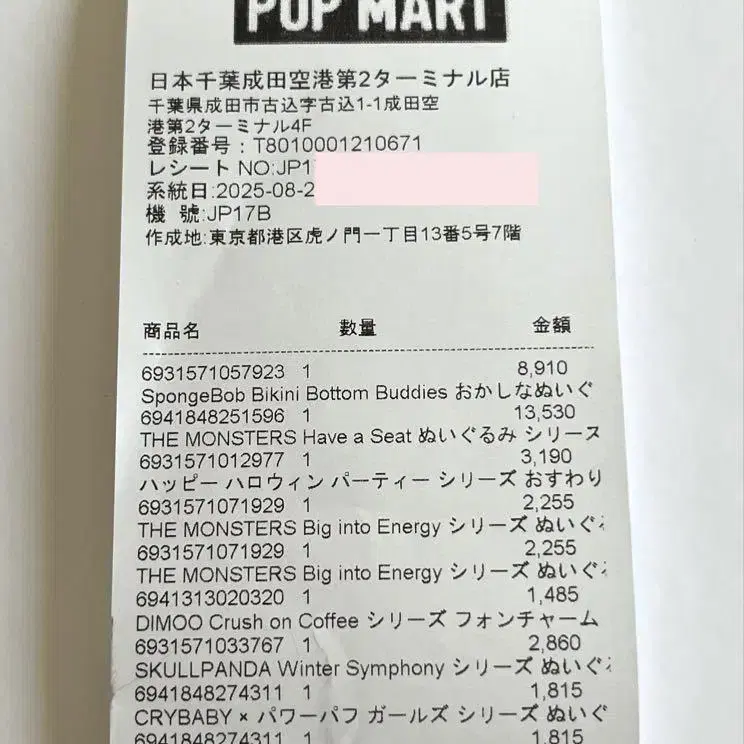 POP MART
日本千葉成田空港第2ターミナル店
千葉県成田市古込字古込1-1成田空
港第2ターミナル4F
登録番号：T8010001210671
レシート NO:JP1
系統日:2025-08-2
機 號:JP17B
作成地:東京都港区虎ノ門一丁目13番5号7階
商品名 數量 金額
6931571057923 1 8,910
SpongeBob Bikini Bottom Buddies おかしなぬいぐ
6941848251596 1 13,530
THE MONSTERS Have a Seat ぬいぐるみ シリーズ
6931571012977 1 3,190
ハッピー ハロウィン パーティー シリーズ おすわり
6931571071929 1 2,255
THE MONSTERS Big into Energy シリーズ ぬいぐ
6931571071929 1 2,255
THE MONSTERS Big into Energy シリーズ ぬいぐ
6941313020320 1 1,485
DIMOO Crush on Coffee シリーズ フォンチャーム
6931571033767 1 2,860
SKULLPANDA Winter Symphony シリーズ ぬいぐ
6941848274311 1 1,815
CRYBABY × パワーパフ ガールズ シリーズ ぬいぐ
6941848274311 1 1,815